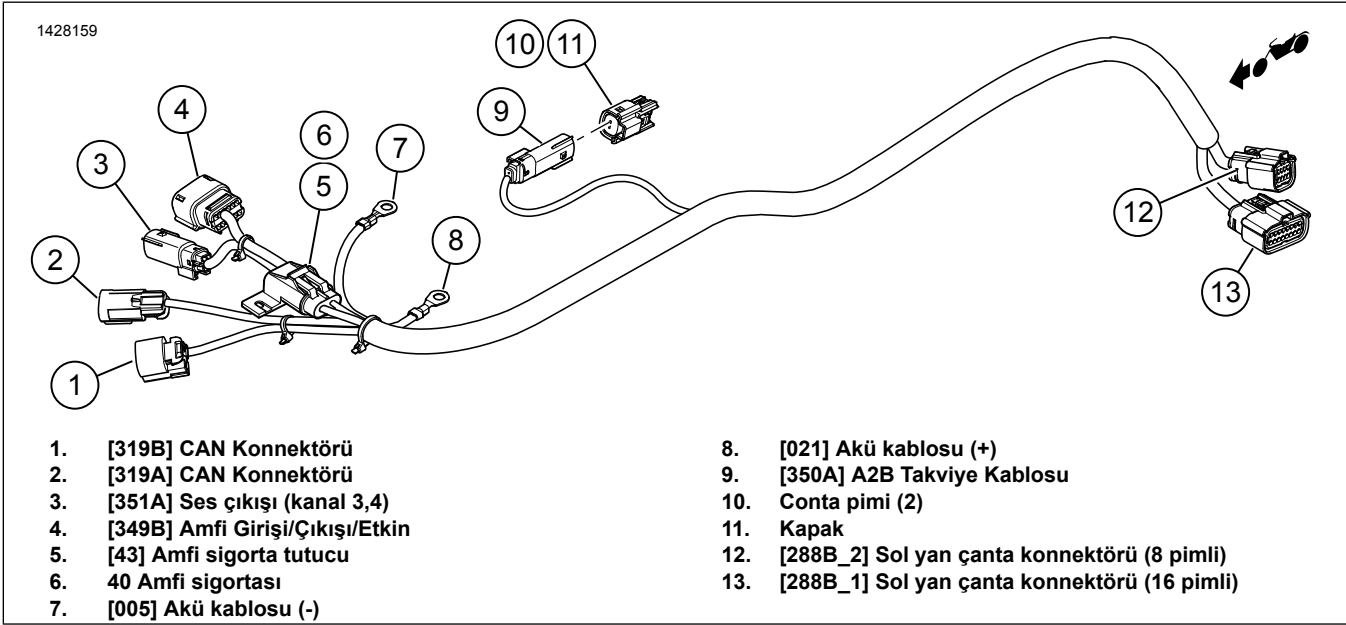 1428159
10
11
4
9
6
7
3
5
8
12
2
13
1
1. [319B] CAN Konnektörü
2. [319A] CAN Konnektörü
3. [351A] Ses çıkışı (kanal 3,4)
4. [349B] Amfi Girişi/Çıkışı/Etkin
5. [43] Amfi sigorta tutucu
6. 40 Amfi sigortası
7. [005] Akü kablosu (-)
8. [021] Akü kablosu (+)
9. [350A] A2B Takviye Kablosu
10. Conta pimi (2)
11. Kapak
12. [288B_2] Sol yan çanta konnektörü (8 pimli)
13. [288B_1] Sol yan çanta konnektörü (16 pimli)